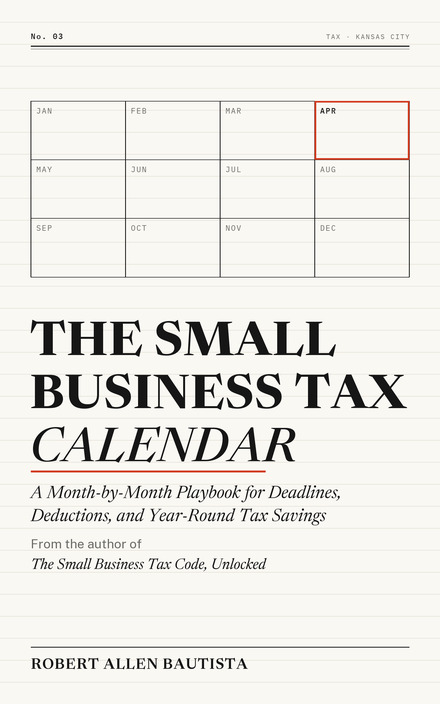 No. 03
TAX · KANSAS CITY
JAN FEB MAR APR
MAY JUN JUL AUG
SEP OCT NOV DEC
THE SMALL
BUSINESS TAX
CALENDAR
A Month-by-Month Playbook for Deadlines,
Deductions, and Year-Round Tax Savings
From the author of
The Small Business Tax Code, Unlocked
ROBERT ALLEN BAUTISTA